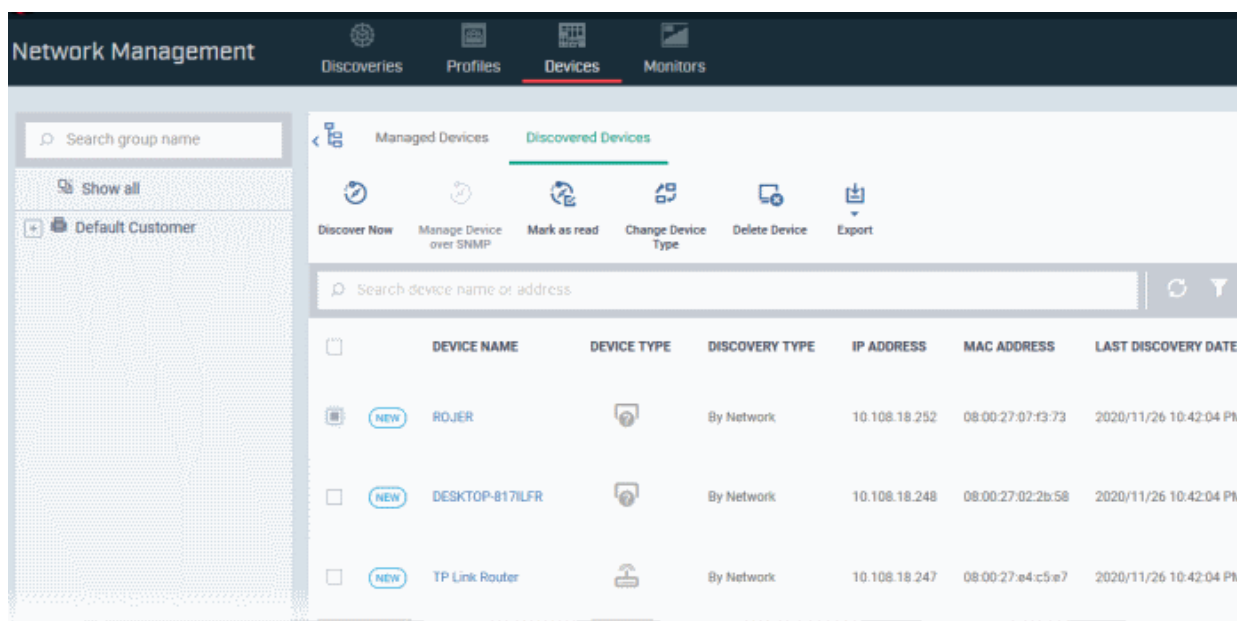 Network Management
Discoveries Profiles Devices Monitors
Search group name
Show all
Default Customer
Managed Devices Discovered Devices
Discover Now Manage Device over SNMP Mark as read Change Device Type Delete Device Export
Search device name or address
DEVICE NAME DEVICE TYPE DISCOVERY TYPE IP ADDRESS MAC ADDRESS LAST DISCOVERY DATE
NEW ROJER By Network 10.108.18.252 08:00:27:07:f3:73 2020/11/26 10:42:04 PM
NEW DESKTOP-817ILFR By Network 10.108.18.248 08:00:27:02:2b:58 2020/11/26 10:42:04 PM
NEW TP Link Router By Network 10.108.18.247 08:00:27:e4:c5:e7 2020/11/26 10:42:04 PM